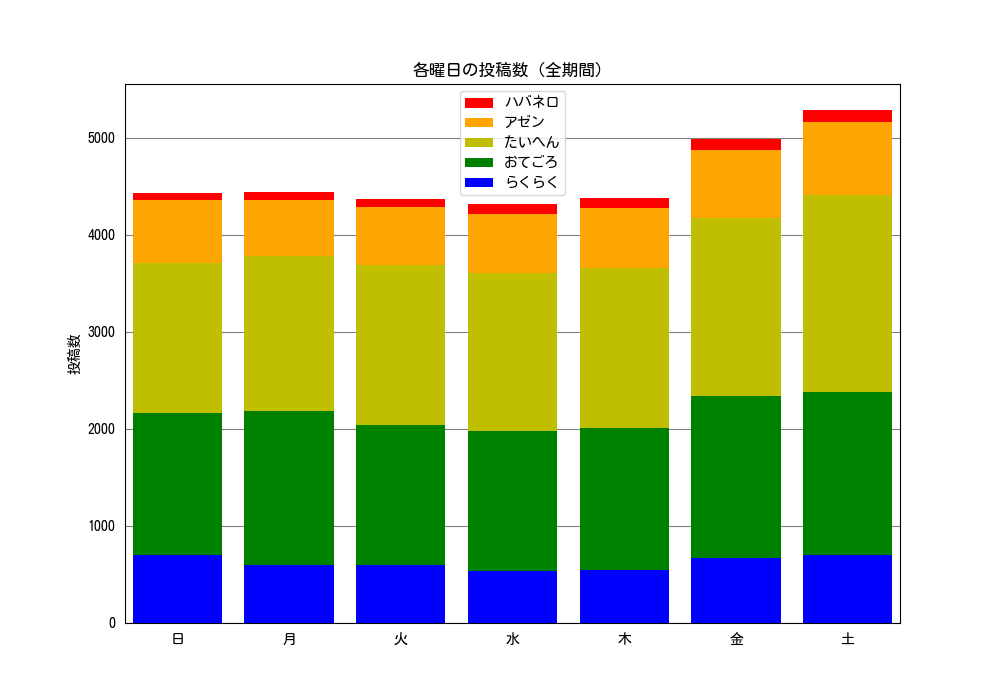 各曜日の投稿数（全期間）
ハバネロ
アゼン
たいへん
おてごろ
らくらく
投稿数
5000
4000
3000
2000
1000
0
日 月 火 水 木 金 土